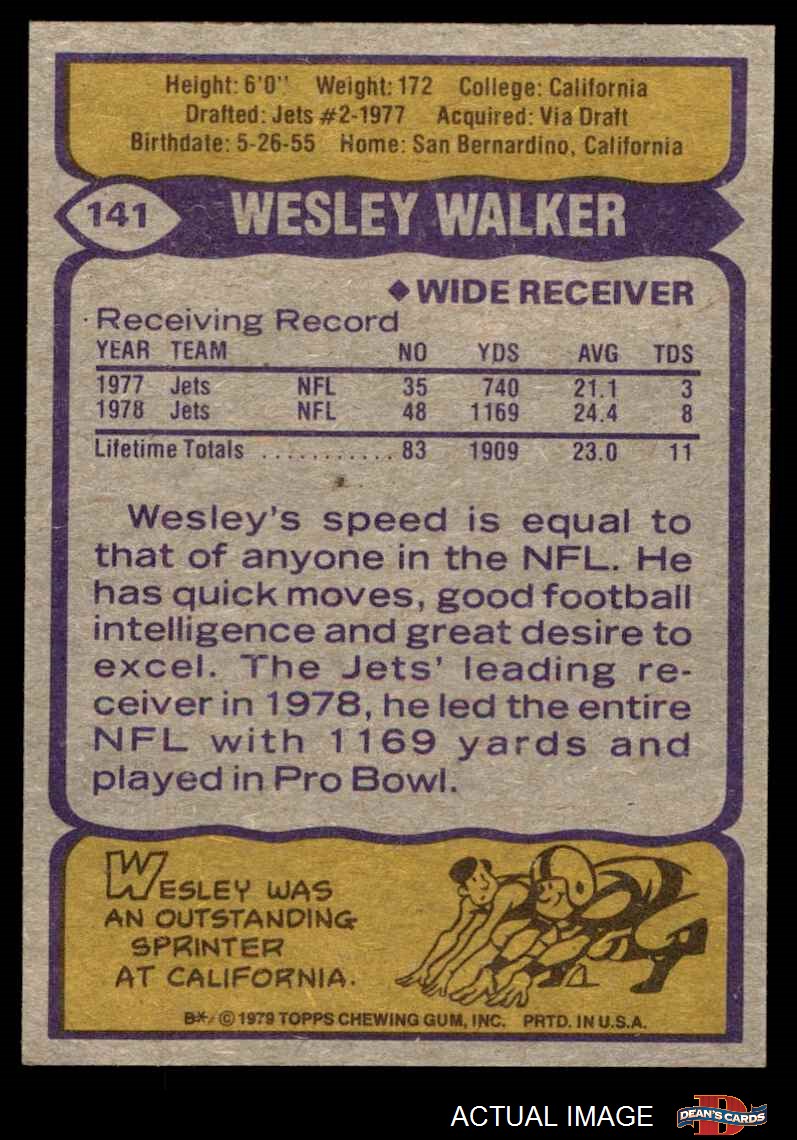 Height: 6'0" Weight: 172 College: California
Drafted: Jets #2-1977 Acquired: Via Draft
Birthdate: 5-26-55 Home: San Bernardino, California
141 WESLEY WALKER
◆ WIDE RECEIVER
Receiving Record
YEAR TEAM NO YDS AVG TDS
1977 Jets NFL 35 740 21.1 3
1978 Jets NFL 48 1169 24.4 8
Lifetime Totals ........... 83 1909 23.0 11
Wesley's speed is equal to
that of anyone in the NFL. He
has quick moves, good football
intelligence and great desire to
excel. The Jets' leading re-
ceiver in 1978, he led the entire
NFL with 1169 yards and
played in Pro Bowl.
WESLEY WAS
AN OUTSTANDING
SPRINTER
AT CALIFORNIA.
B* © 1979 TOPPS CHEWING GUM, INC. PRTD. IN U.S.A.
ACTUAL IMAGE D DEAN'S CARDS